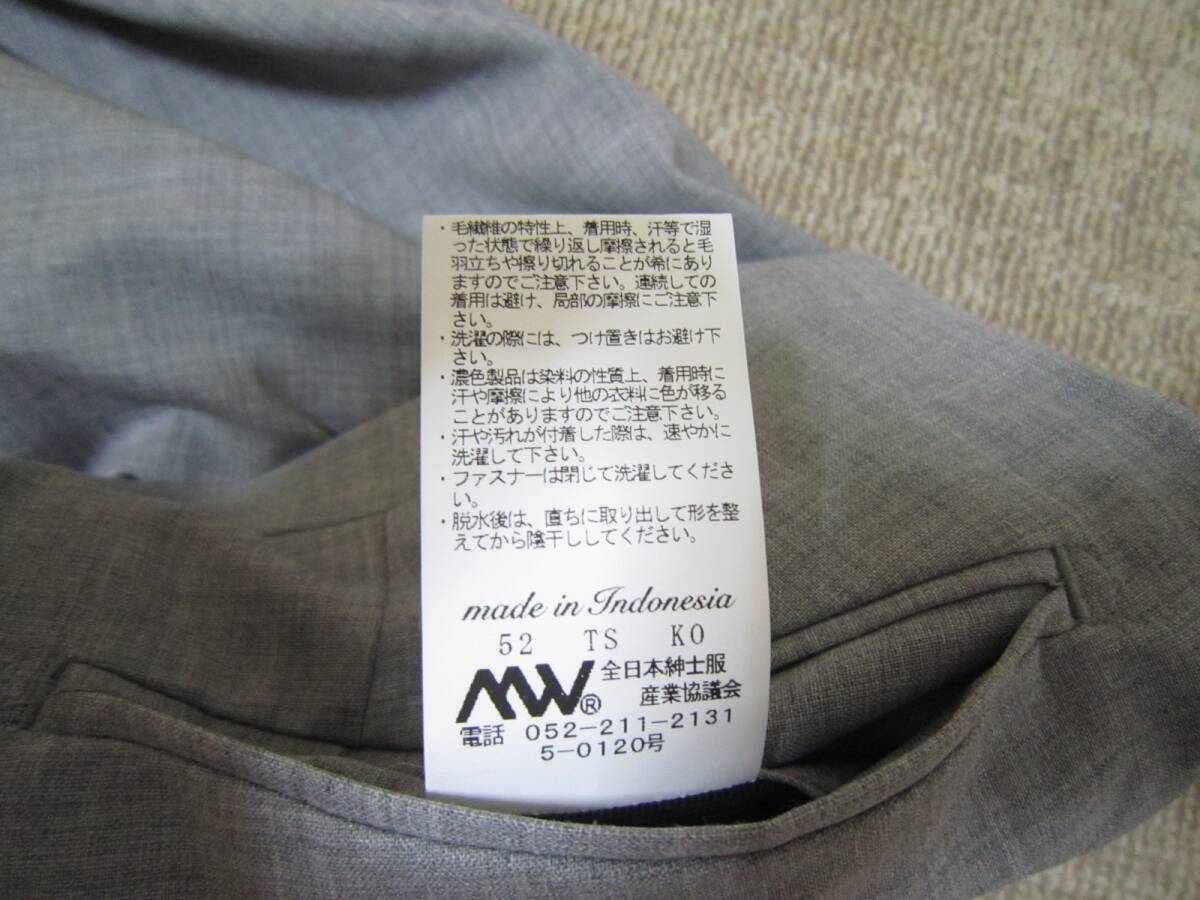 ・毛繊維の特性上、着用時、汗等で湿
った状態で繰り返し摩擦されると毛
羽立ちや擦り切れることが希にあり
ますのでご注意下さい。連続しての
着用は避け、局部の摩擦にご注意下
さい。
・洗濯の際には、つけ置きはお避け下
さい。
・濃色製品は染料の性質上、着用時に
汗や摩擦により他の衣料に色が移る
ことがありますのでご注意下さい。
・汗や汚れが付着した際は、速やかに
洗濯して下さい。
・ファスナーは閉じて洗濯してくださ
い。
・脱水後は、直ちに取り出して形を整
えてから陰干ししてください。
made in Indonesia
52 TS KO
MW® 全日本紳士服
産業協議会
電話 052-211-2131
5-0120号